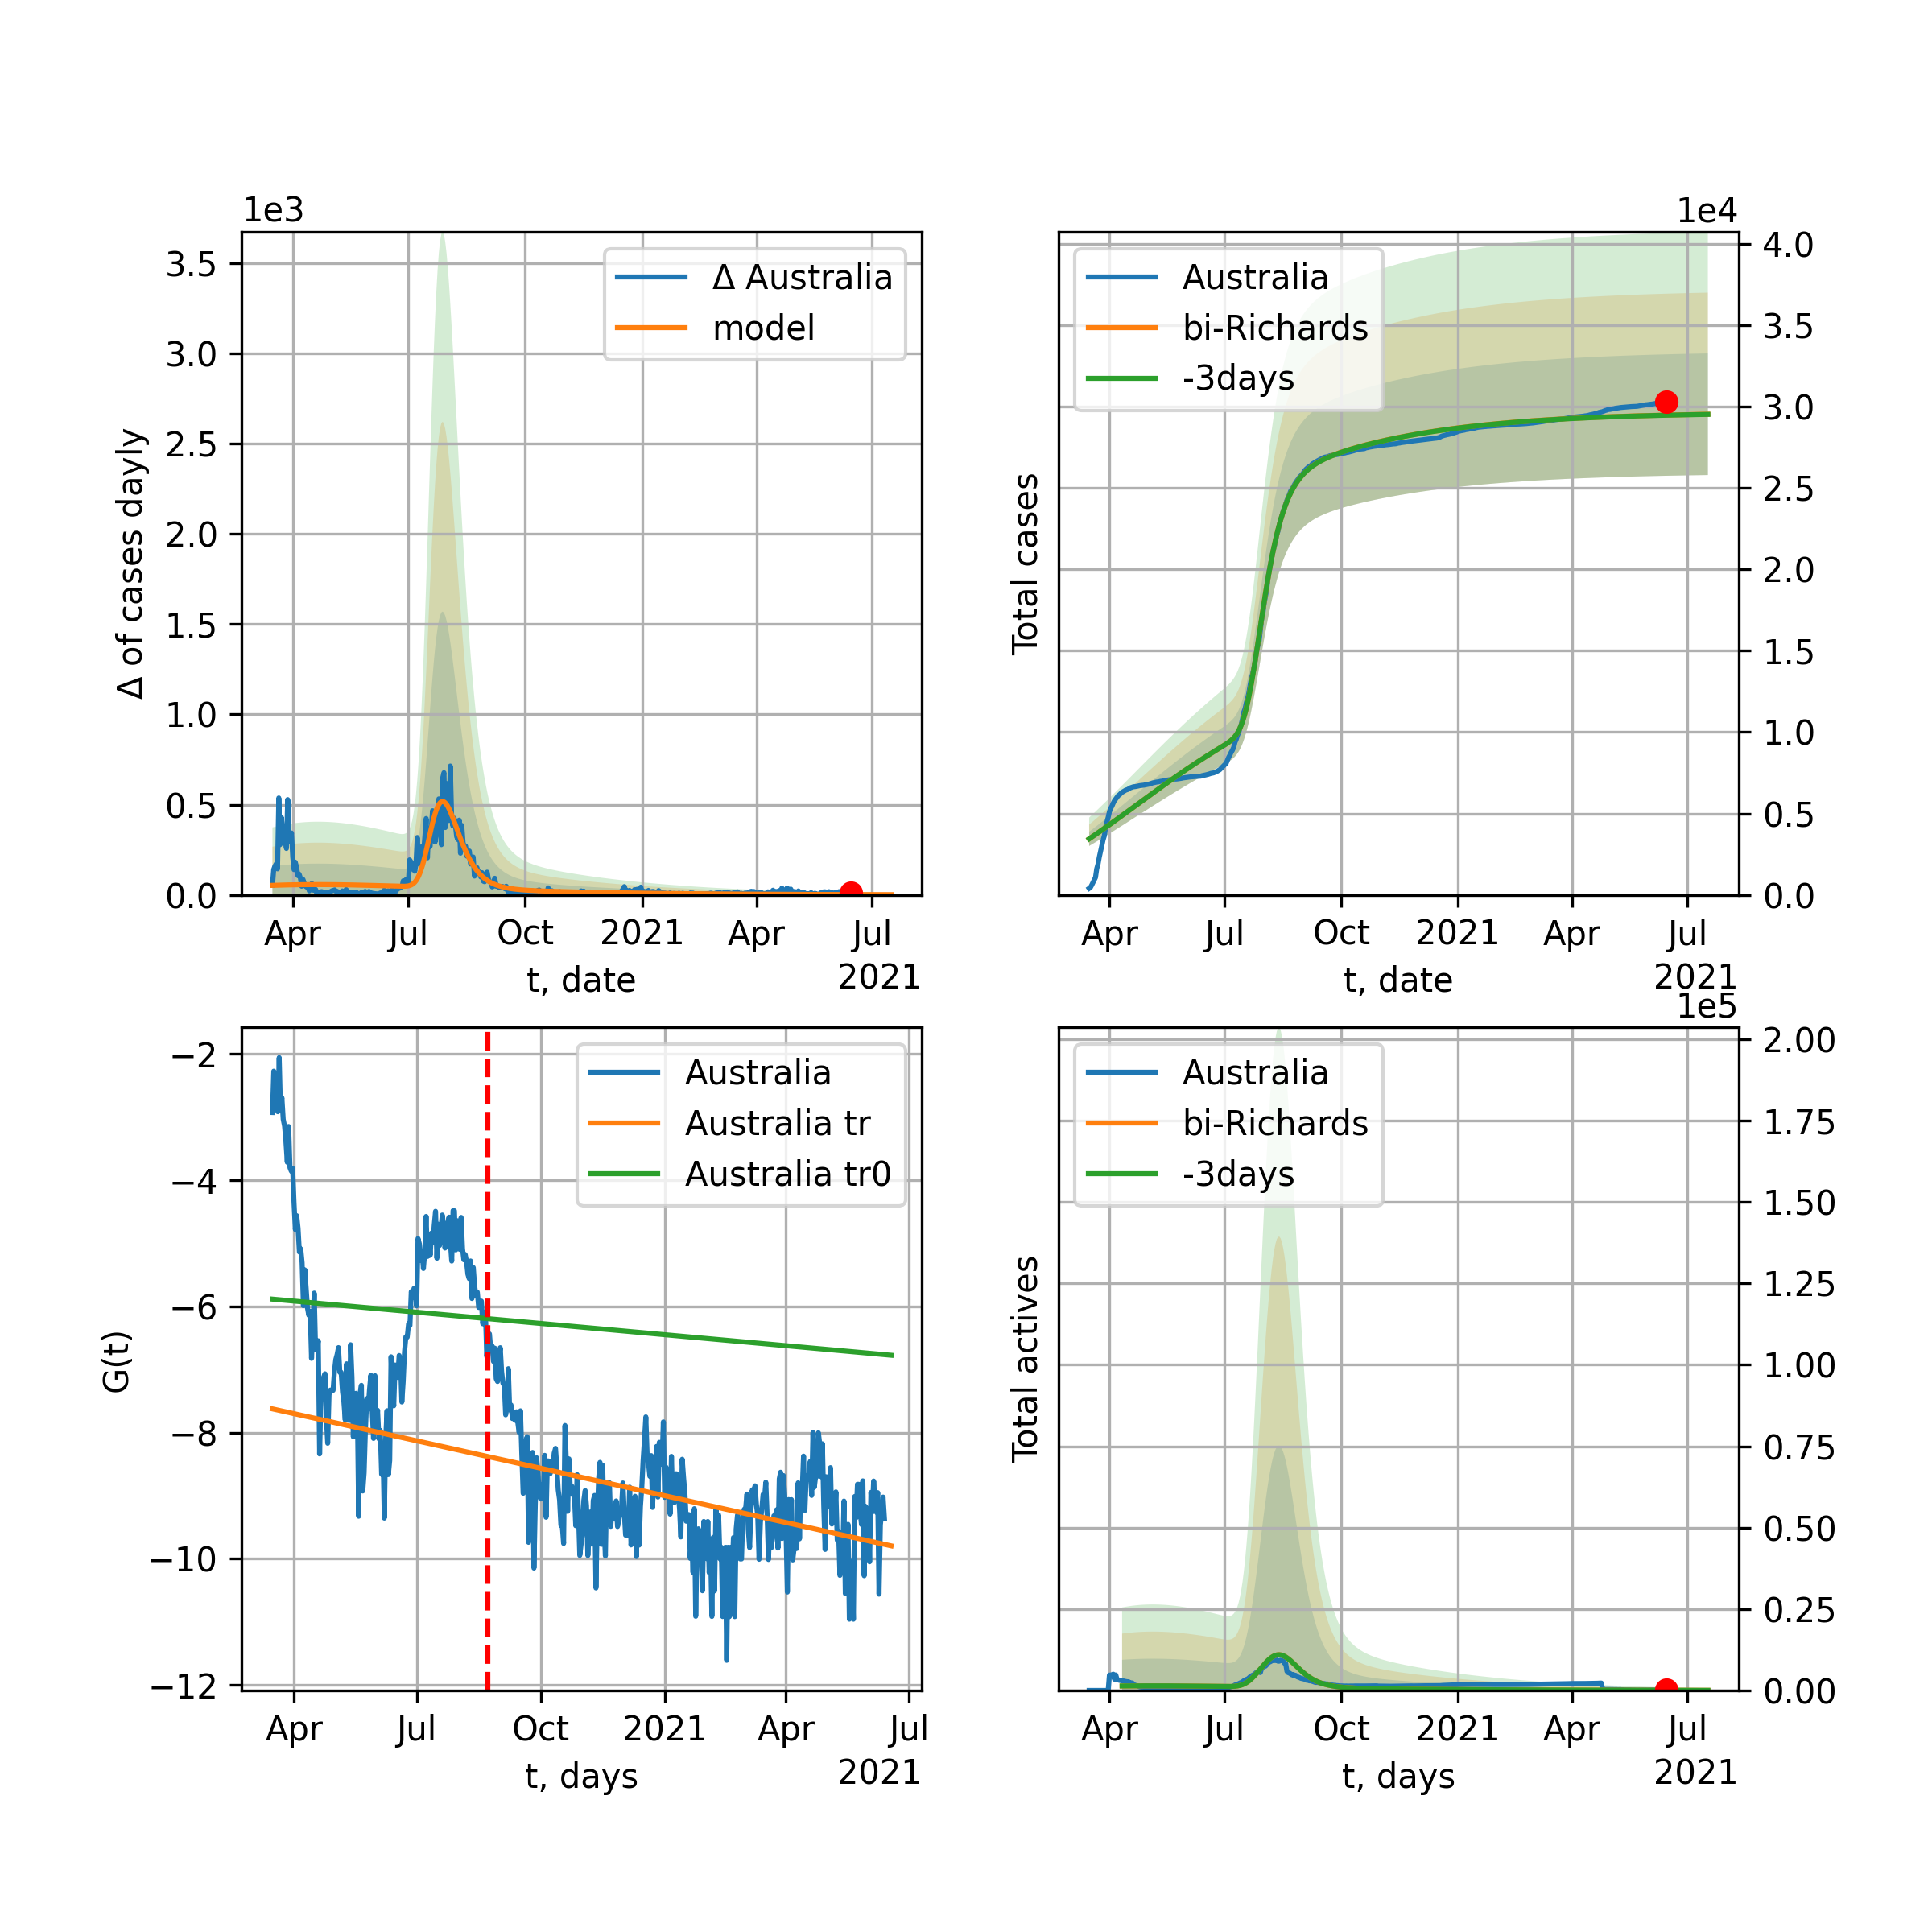 1e3
3.5
3.0
2.5
2.0
1.5
1.0
0.5
0.0
Δ of cases dayly
Δ Australia
model
Apr Jul Oct 2021 Apr Jul
2021
t, date
1e4
4.0
3.5
3.0
2.5
2.0
1.5
1.0
0.5
0.0
Total cases
Australia
bi-Richards
-3days
Apr Jul Oct 2021 Apr Jul
2021
t, date
−2
−4
−6
−8
−10
−12
G(t)
Australia
Australia tr
Australia tr0
Apr Jul Oct 2021 Apr Jul
2021
t, days
1e5
2.00
1.75
1.50
1.25
1.00
0.75
0.50
0.25
0.00
Total actives
Australia
bi-Richards
-3days
Apr Jul Oct 2021 Apr Jul
2021
t, days